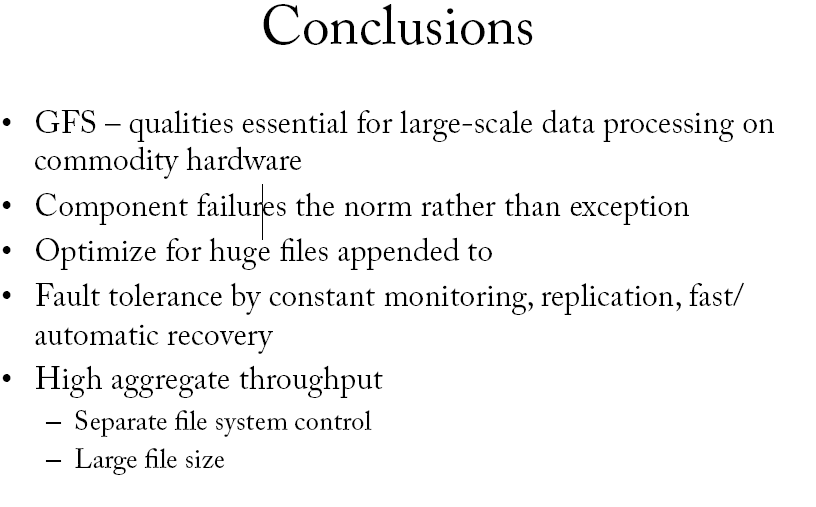 Conclusions
• GFS – qualities essential for large-scale data processing on
commodity hardware
• Component failures the norm rather than exception
• Optimize for huge files appended to
• Fault tolerance by constant monitoring, replication, fast/
automatic recovery
• High aggregate throughput
– Separate file system control
– Large file size